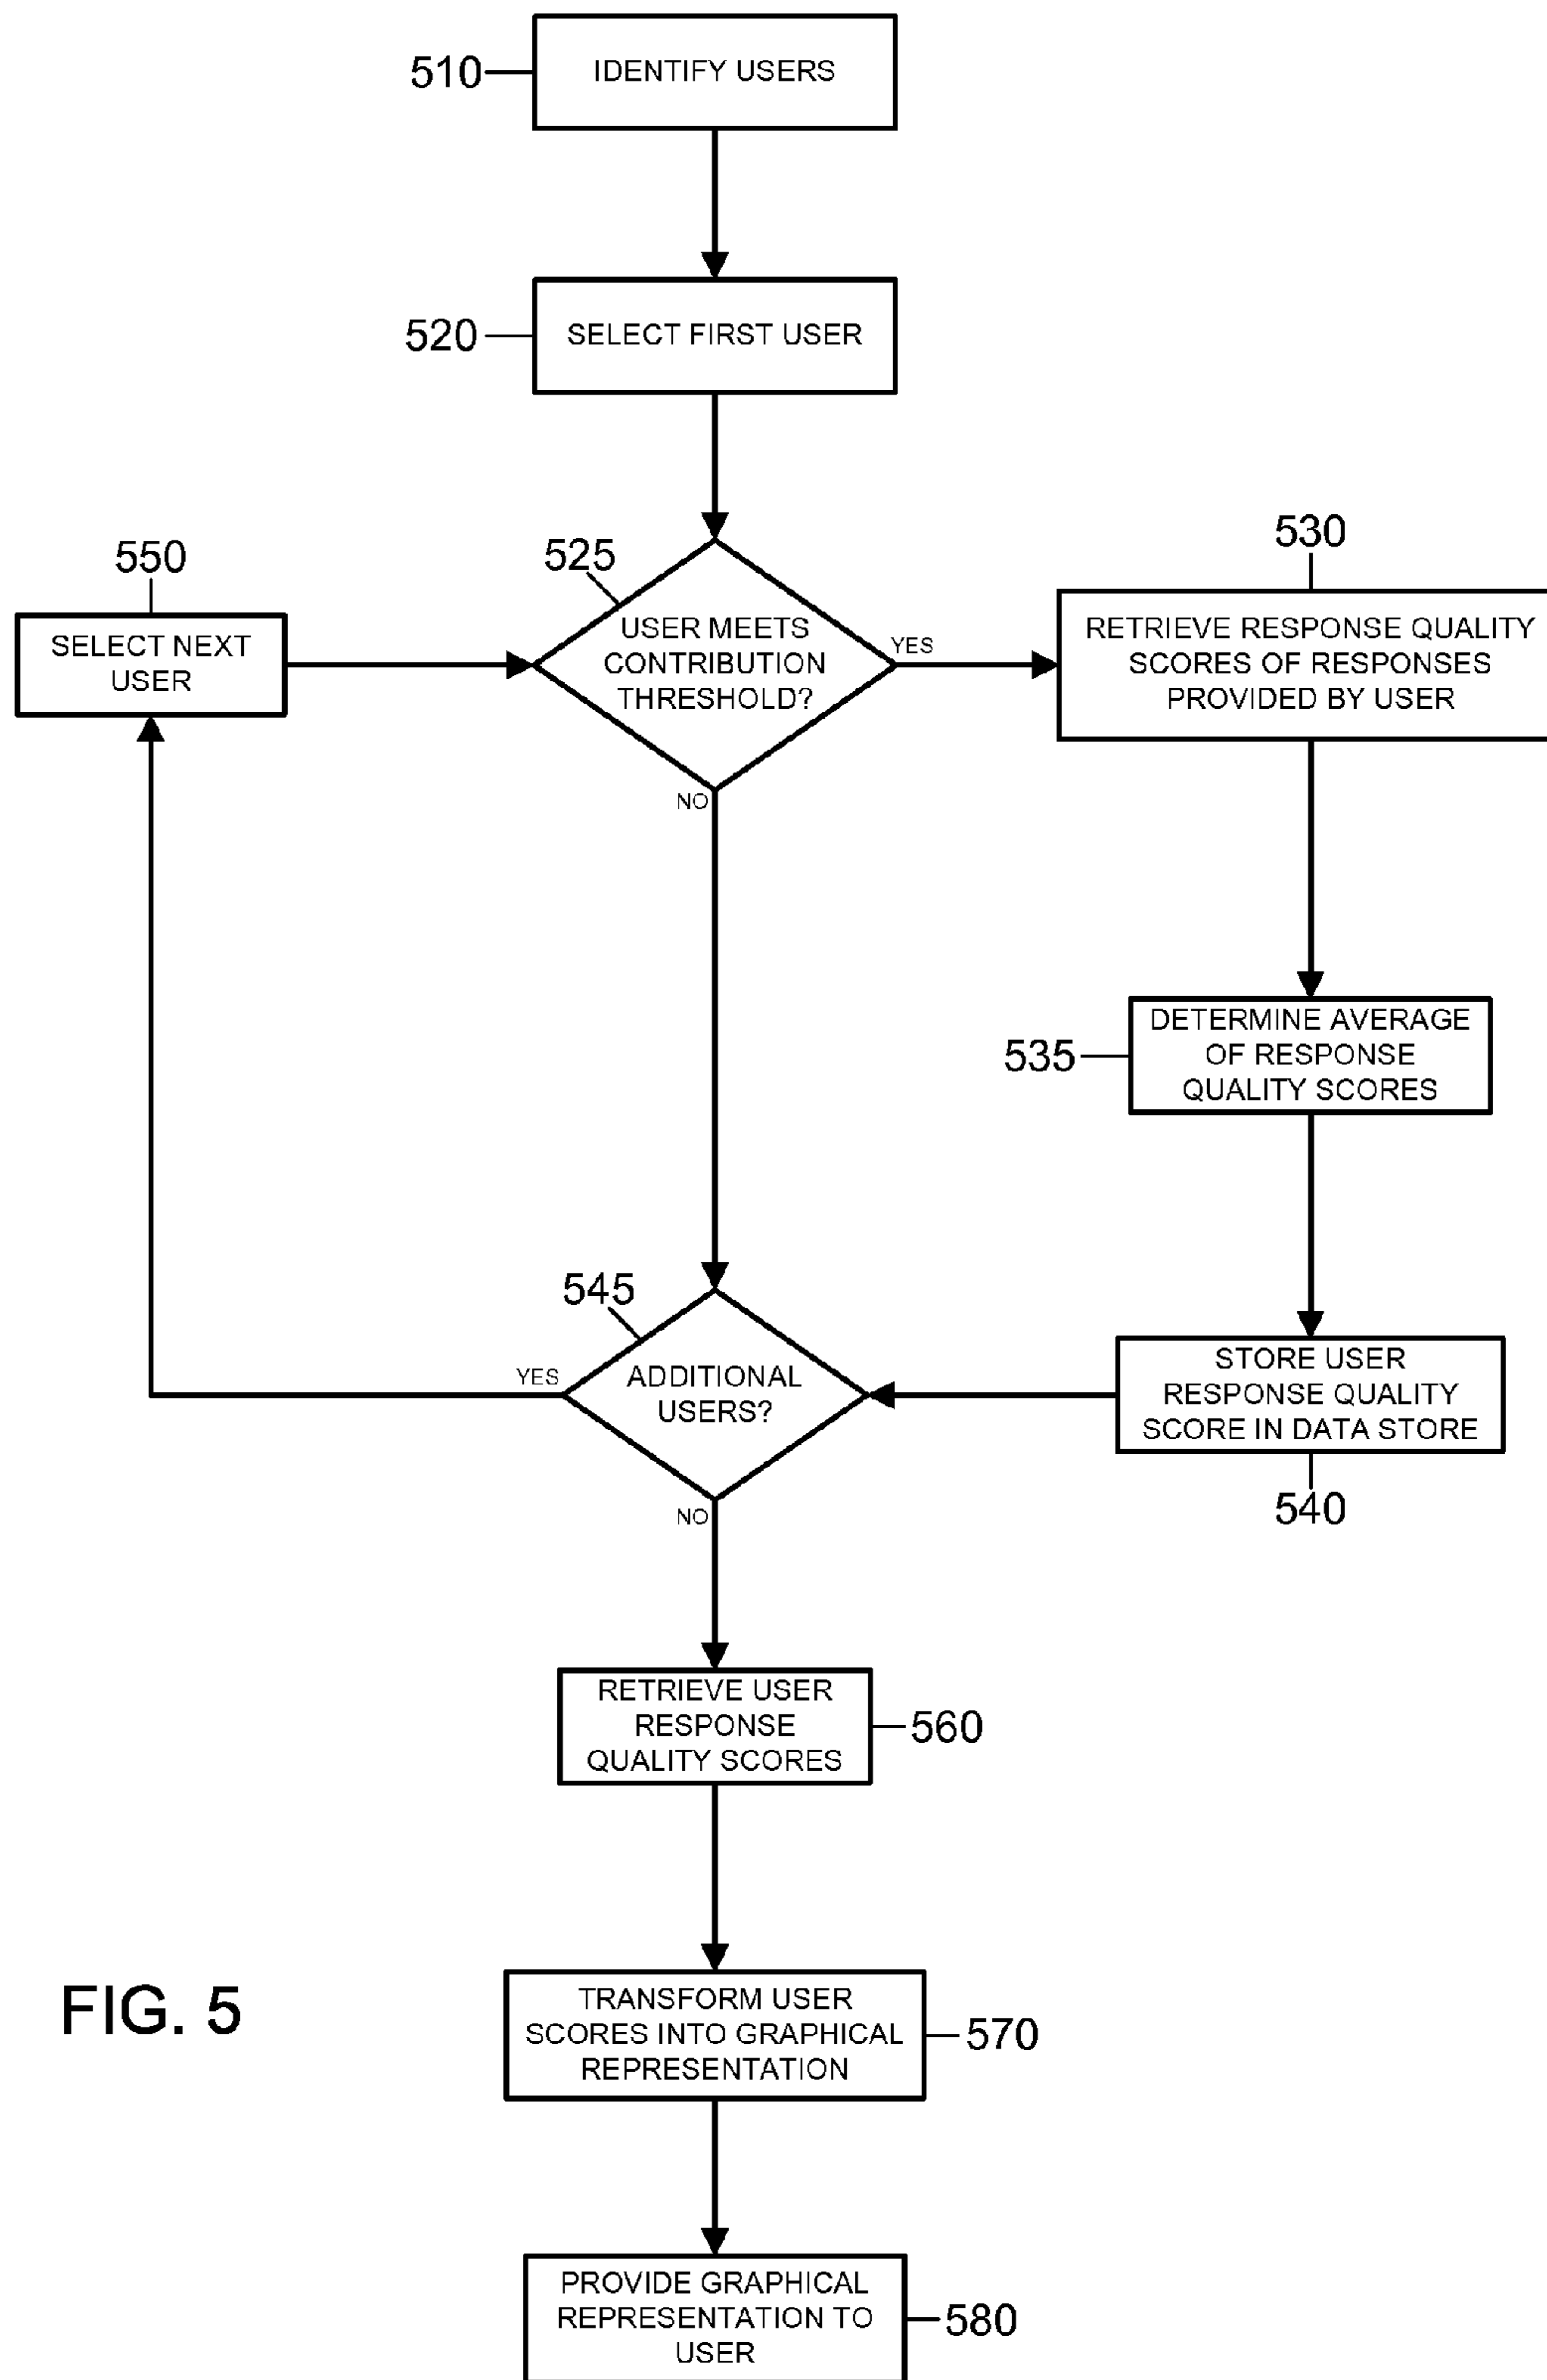 510
IDENTIFY USERS
520
SELECT FIRST USER
550
SELECT NEXT
USER
525
USER MEETS
CONTRIBUTION
THRESHOLD?
YES
NO
530
RETRIEVE RESPONSE QUALITY
SCORES OF RESPONSES
PROVIDED BY USER
535
DETERMINE AVERAGE
OF RESPONSE
QUALITY SCORES
545
YES
ADDITIONAL
USERS?
NO
STORE USER
RESPONSE QUALITY
SCORE IN DATA STORE
540
RETRIEVE USER
RESPONSE
QUALITY SCORES
560
FIG. 5
TRANSFORM USER
SCORES INTO GRAPHICAL
REPRESENTATION
570
PROVIDE GRAPHICAL
REPRESENTATION TO
USER
580